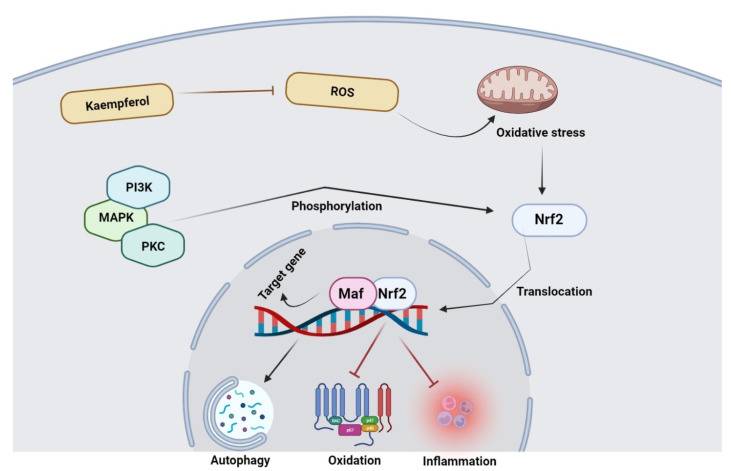 Kaempferol
ROS
Oxidative stress
PI3K
MAPK
PKC
Phosphorylation
Nrf2
Target gene
Maf
Nrf2
Translocation
Autophagy
Oxidation
Inflammation